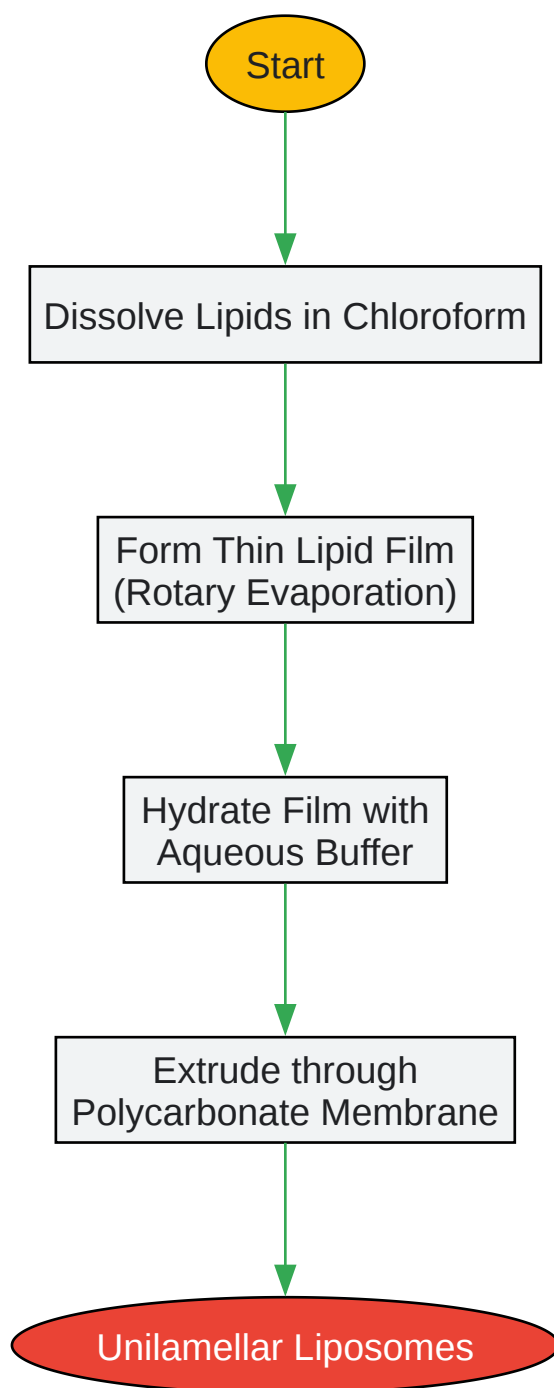 Start
Dissolve Lipids in Chloroform
Form Thin Lipid Film
(Rotary Evaporation)
Hydrate Film with
Aqueous Buffer
Extrude through
Polycarbonate Membrane
Unilamellar Liposomes